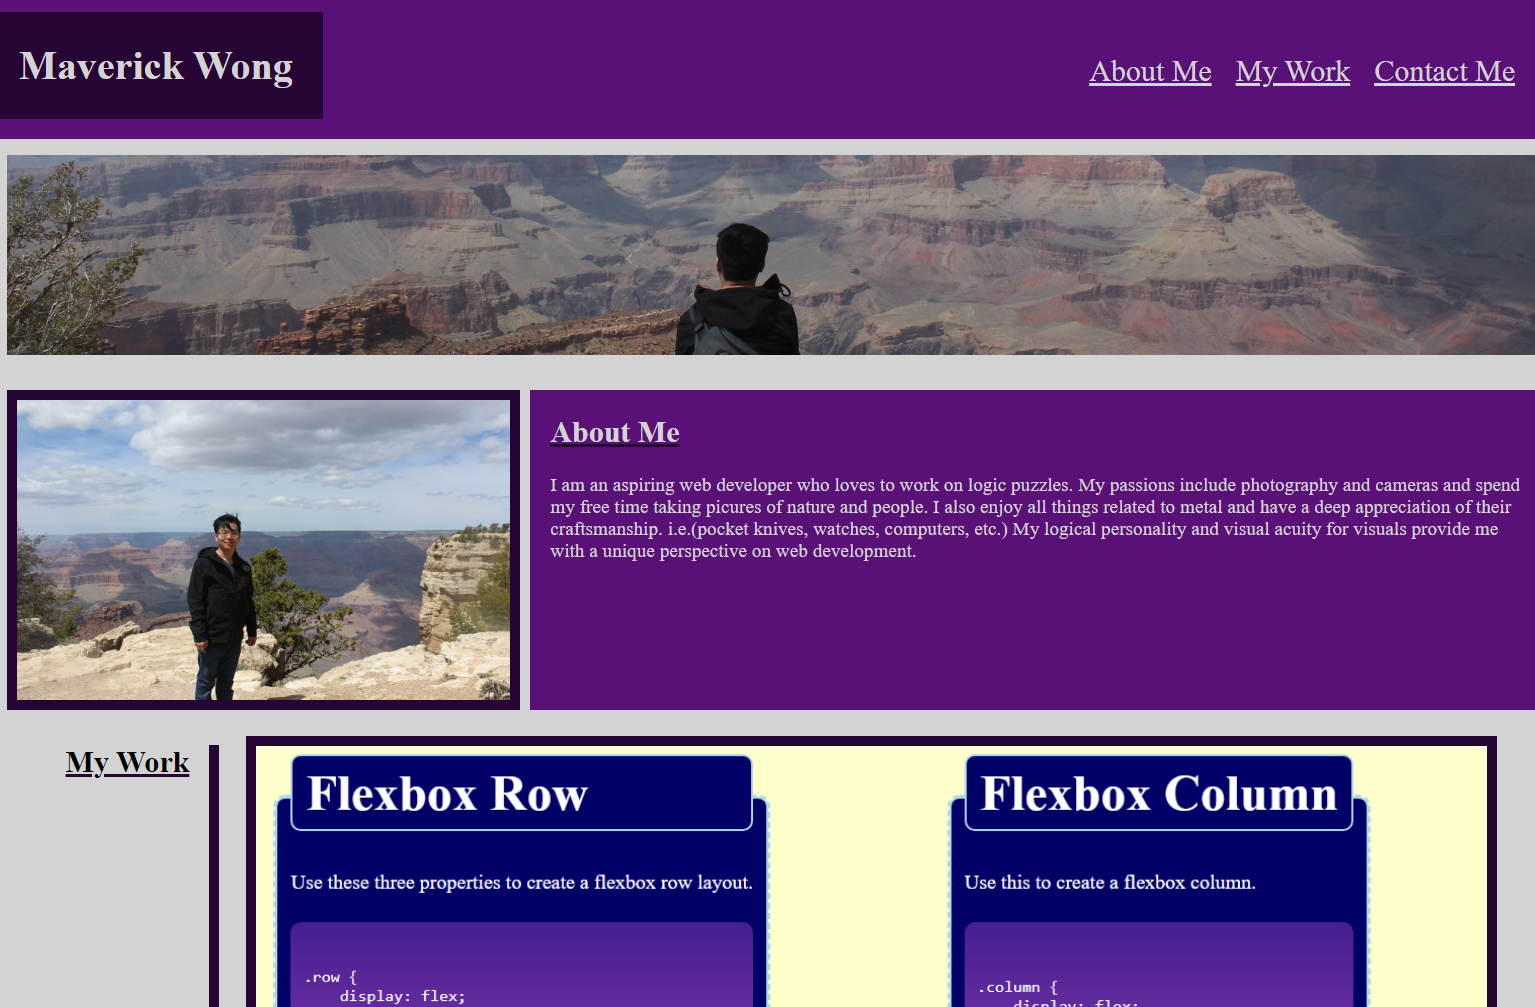 Maverick Wong
About Me My Work Contact Me
About Me
I am an aspiring web developer who loves to work on logic puzzles. My passions include photography and cameras and spend
my free time taking picures of nature and people. I also enjoy all things related to metal and have a deep appreciation of their
craftsmanship. i.e.(pocket knives, watches, computers, etc.) My logical personality and visual acuity for visuals provide me
with a unique perspective on web development.
My Work
Flexbox Row
Use these three properties to create a flexbox row layout.
.row {
display: flex;
Flexbox Column
Use this to create a flexbox column.
.column {
display: flex;